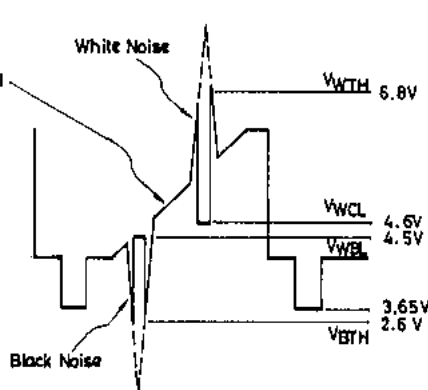 White Noise
VWTH 6.8V
VWCL 4.6V
4.5V
VWBL
3.65V
2.6V
VBTH
Black Noise